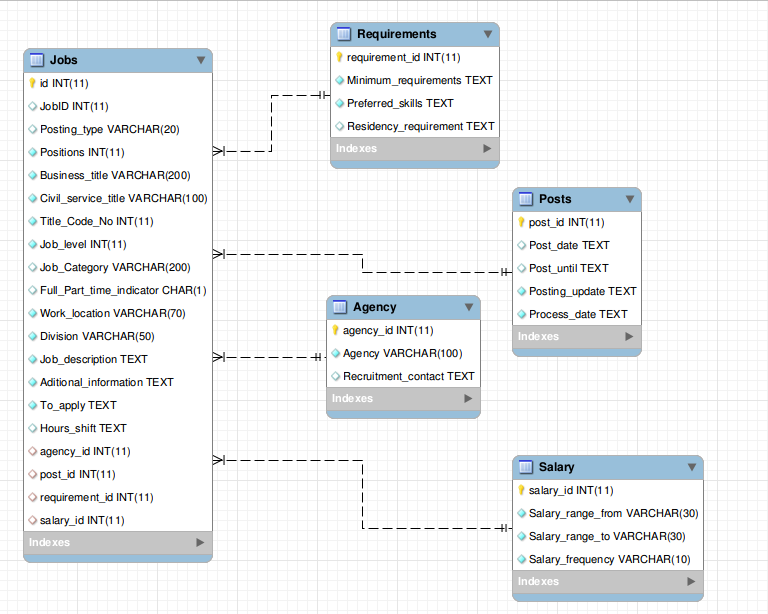 Jobs
id INT(11)
JobID INT(11)
Posting_type VARCHAR(20)
Positions INT(11)
Business_title VARCHAR(200)
Civil_service_title VARCHAR(100)
Title_Code_No INT(11)
Job_level INT(11)
Job_Category VARCHAR(200)
Full_Part_time_indicator CHAR(1)
Work_location VARCHAR(70)
Division VARCHAR(50)
Job_description TEXT
Aditional_information TEXT
To_apply TEXT
Hours_shift TEXT
agency_id INT(11)
post_id INT(11)
requirement_id INT(11)
salary_id INT(11)
Indexes
Requirements
requirement_id INT(11)
Minimum_requirements TEXT
Preferred_skills TEXT
Residency_requirement TEXT
Indexes
Posts
post_id INT(11)
Post_date TEXT
Post_until TEXT
Posting_update TEXT
Process_date TEXT
Indexes
Agency
agency_id INT(11)
Agency VARCHAR(100)
Recruitment_contact TEXT
Indexes
Salary
salary_id INT(11)
Salary_range_from VARCHAR(30)
Salary_range_to VARCHAR(30)
Salary_frequency VARCHAR(10)
Indexes